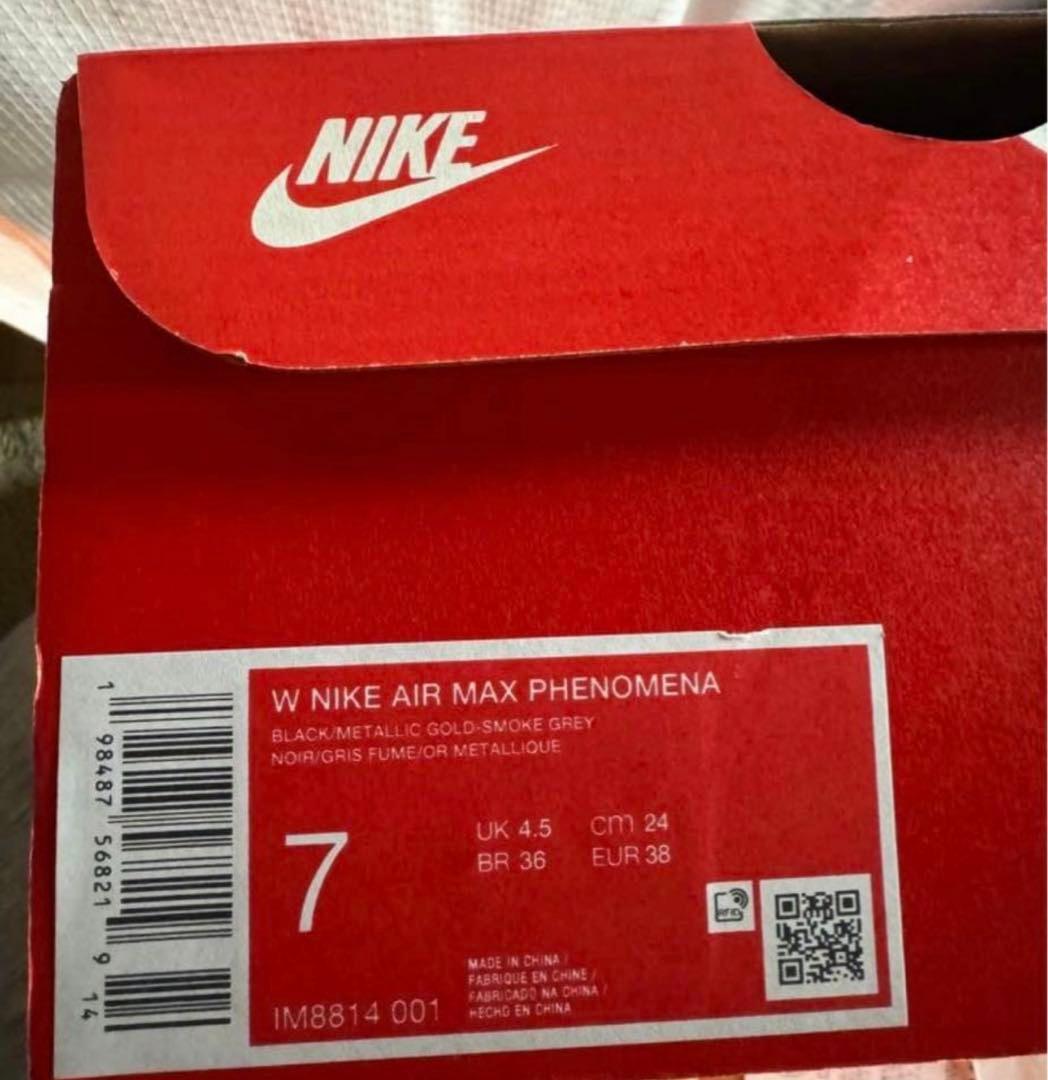 NIKE
W NIKE AIR MAX PHENOMENA
BLACK/METALLIC GOLD-SMOKE GREY
NOIR/GRIS FUME/OR METALLIQUE
7
UK 4.5 cm 24
BR 36 EUR 38
RFID
MADE IN CHINA /
FABRIQUE EN CHINE /
FABRICADO NA CHINA /
HECHO EN CHINA
IM8814 001
1 98487 56821 9 14